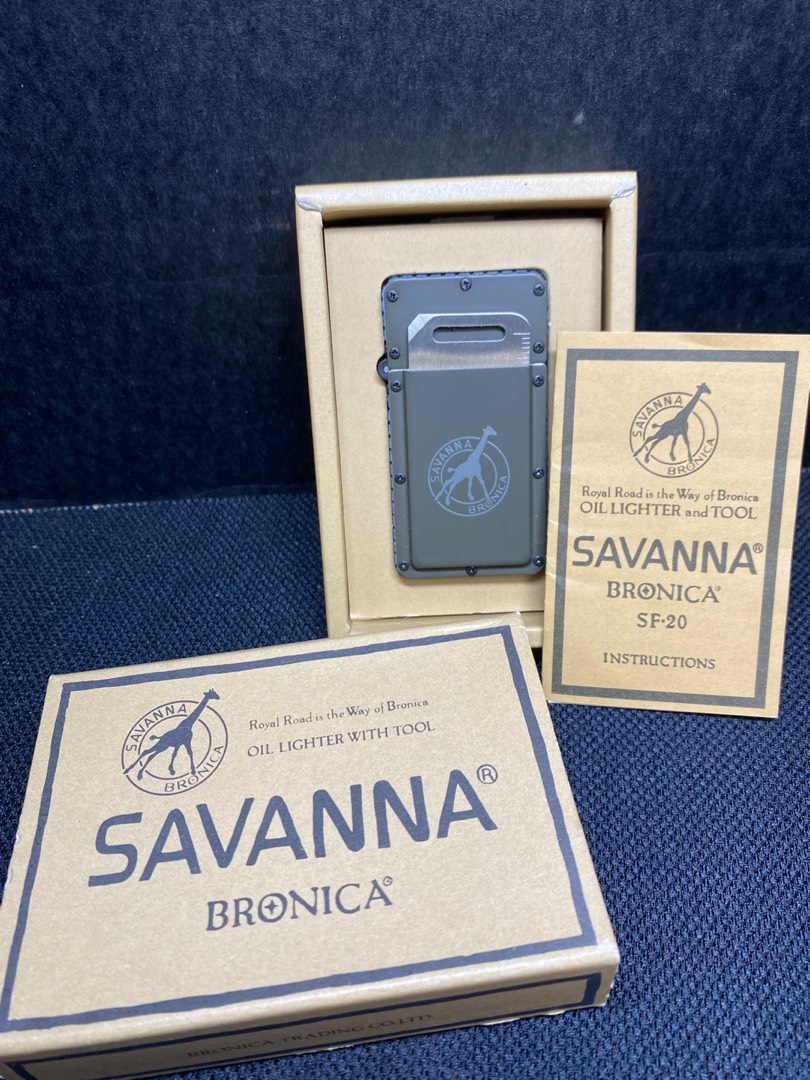 SAVANNA
BRONICA
SAVANNA
BRONICA
Royal Road is the Way of Bronica
OIL LIGHTER and TOOL
SAVANNA®
BRONICA®
SF-20
INSTRUCTIONS
SAVANNA
BRONICA
Royal Road is the Way of Bronica
OIL LIGHTER WITH TOOL
SAVANNA®
BRONICA®
BRONICA TRADING CO.LTD.